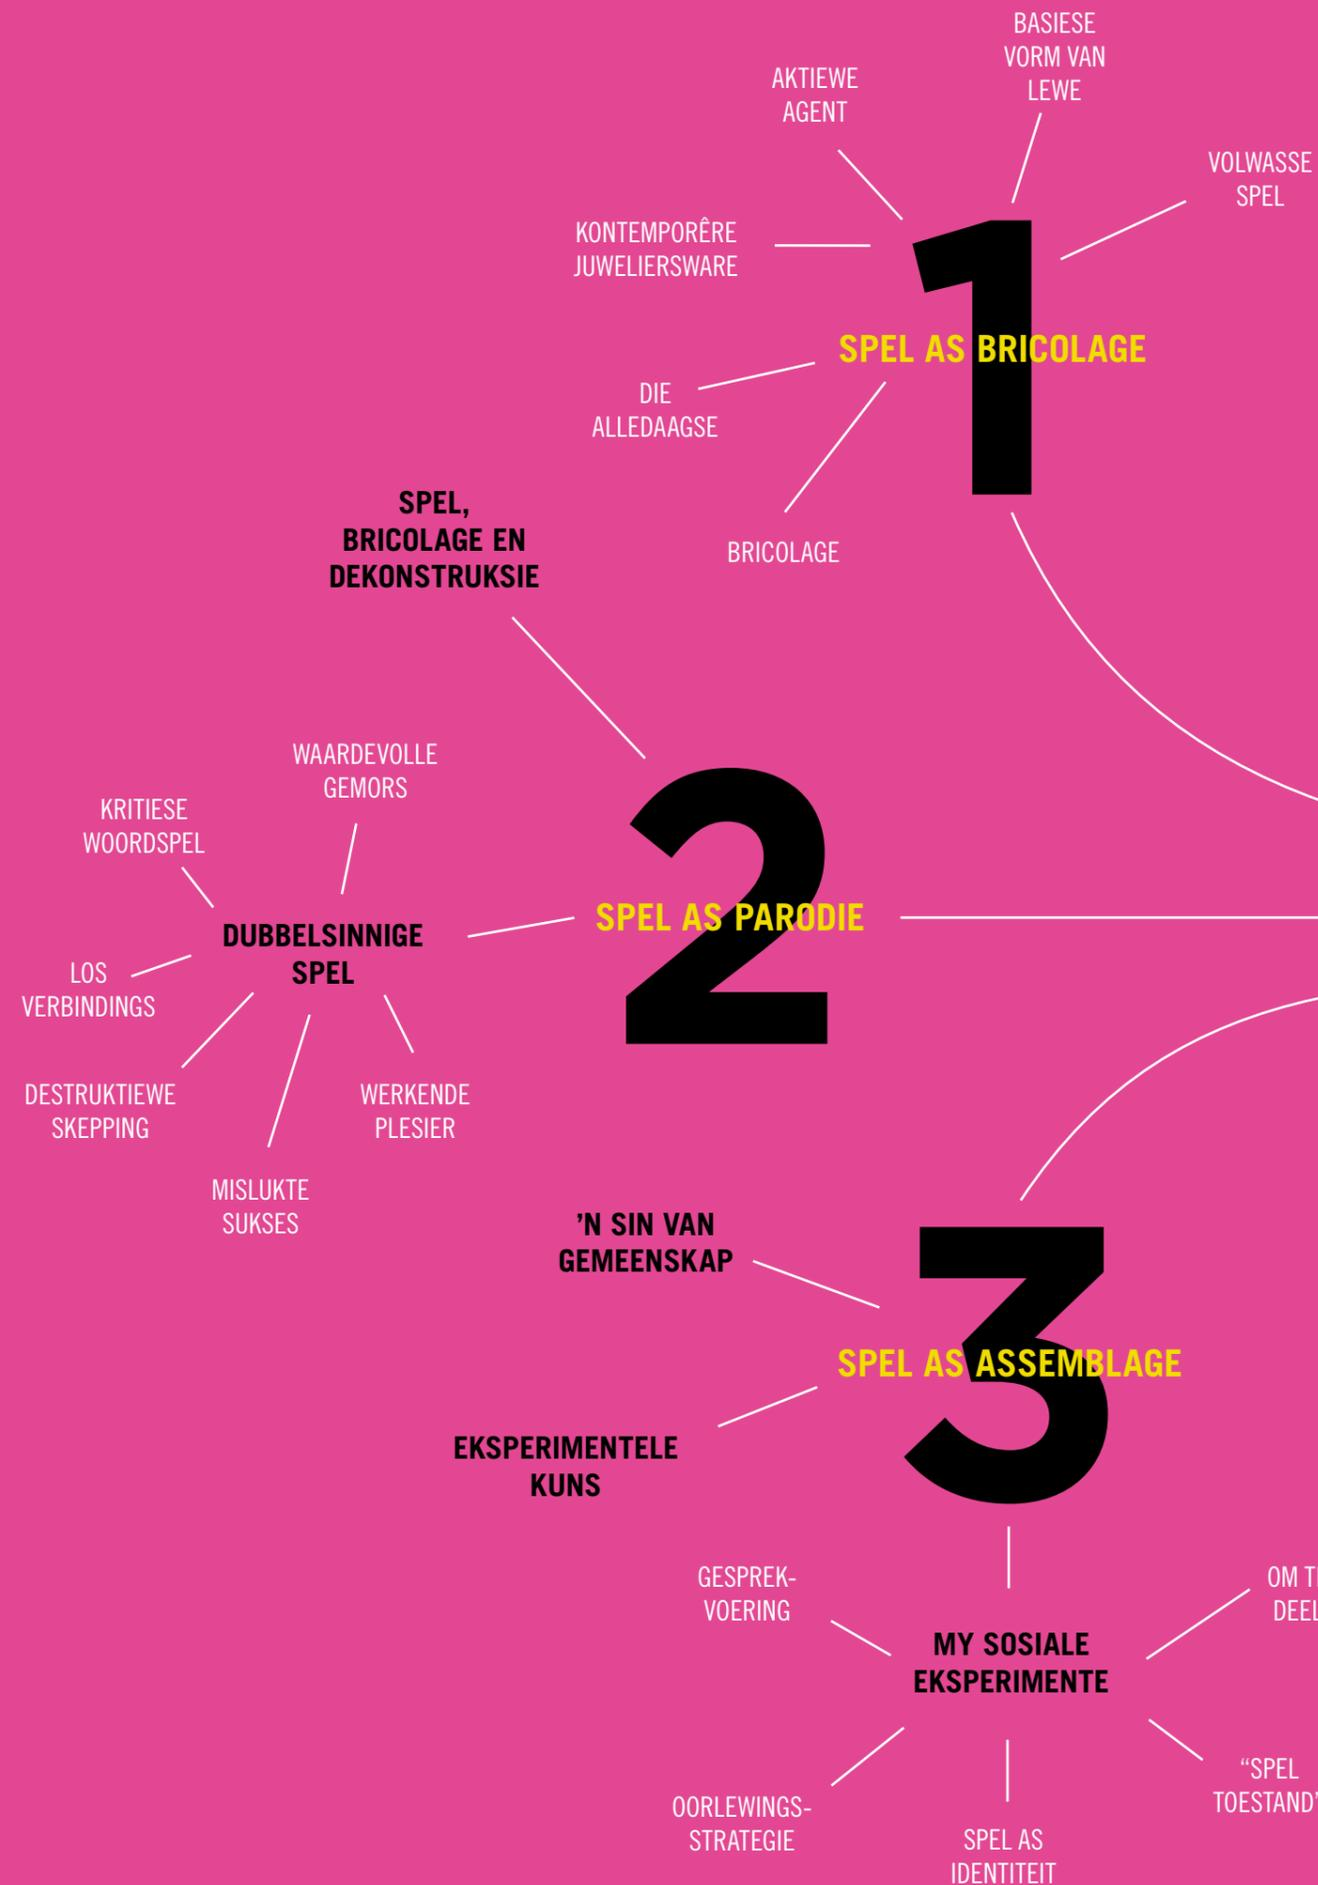 BASIESE
VORM VAN
LEWE
AKTIEWE
AGENT
VOLWASSE
SPEL
KONTEMPORÊRE
JUWELIERSWARE
1
SPEL AS BRICOLAGE
DIE
ALLEDAAGSE
BRICOLAGE
SPEL,
BRICOLAGE EN
DEKONSTRUKSIE
2
SPEL AS PARODIE
WAARDEVOLLE
GEMORS
KRITIESE
WOORDSPEL
DUBBELSINNIGE
SPEL
LOS
VERBINDINGS
DESTRUKTIEWE
SKEPPING
WERKENDE
PLESIER
MISLUKTE
SUKSES
’N SIN VAN
GEMEENSKAP
3
SPEL AS ASSEMBLAGE
EKSPERIMENTELE
KUNS
GESPREK-
VOERING
OM
DEEL
MY SOSIALE
EKSPERIMENTE
“SPEL
TOESTAND”
OORLEWINGS-
STRATEGIE
SPEL AS
IDENTITEIT